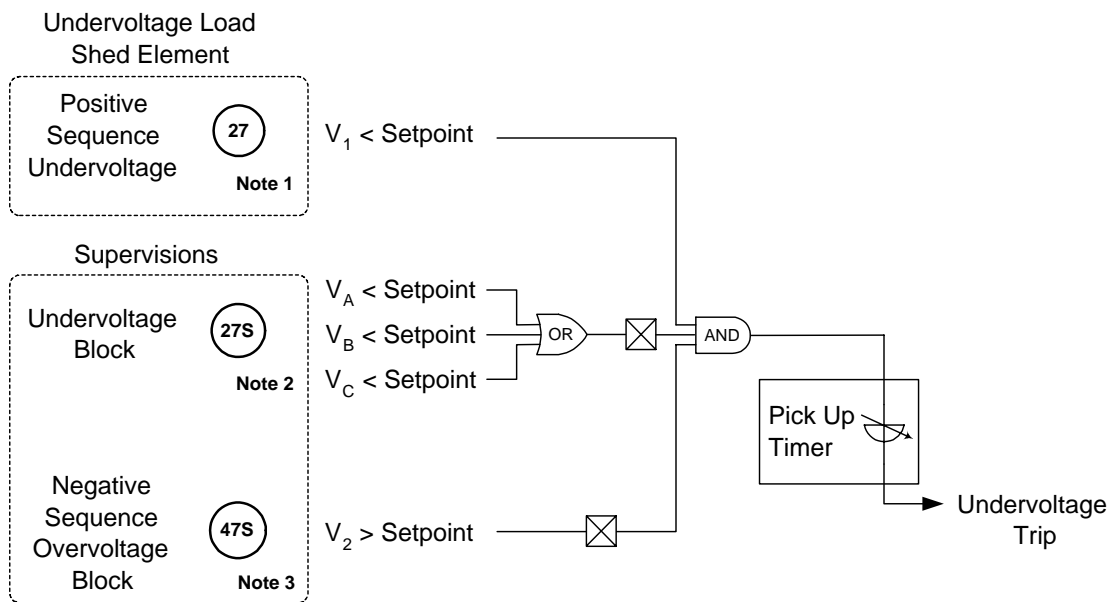 Undervoltage Load
Shed Element
Positive
Sequence
Undervoltage
27
Note 1
V1 < Setpoint
Supervisions
Undervoltage
Block
27S
Note 2
VA < Setpoint
VB < Setpoint
VC < Setpoint
OR
AND
Pick Up
Timer
Negative
Sequence
Overvoltage
Block
47S
Note 3
V2 > Setpoint
Undervoltage
Trip